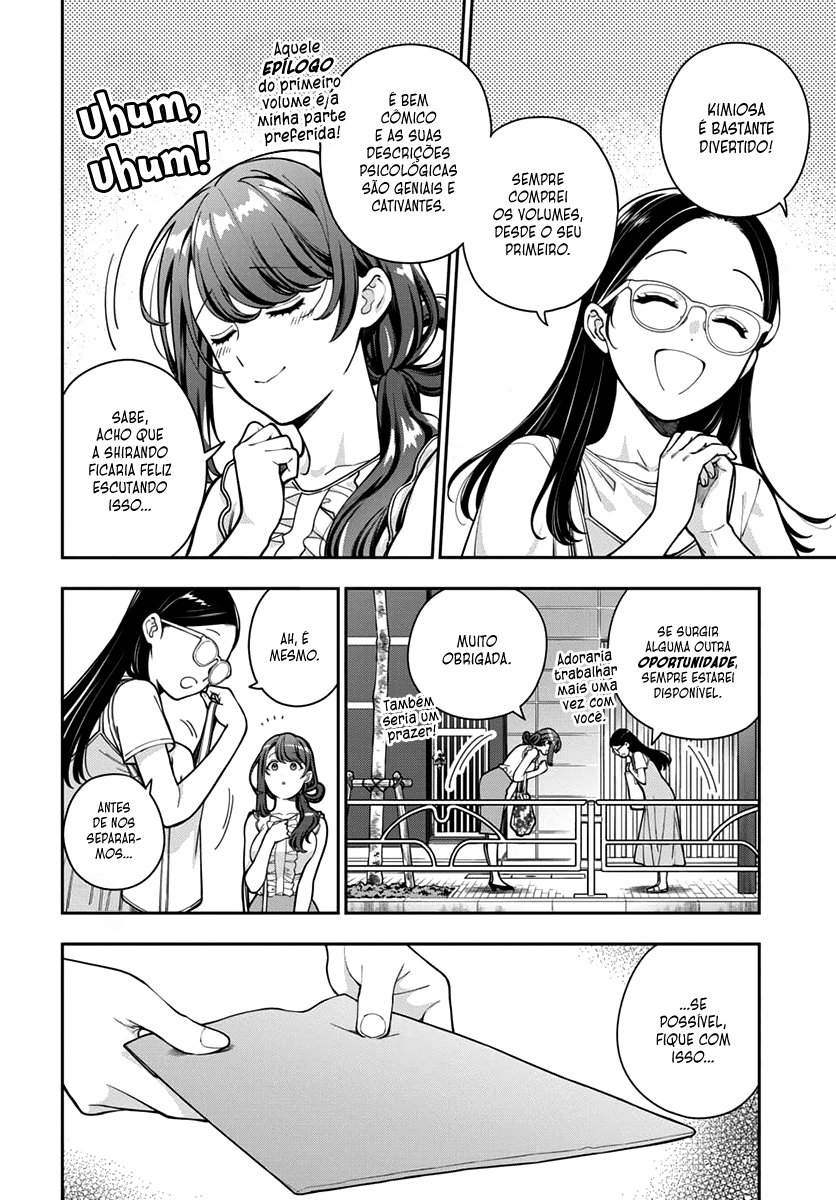 KIMIOSA
É BASTANTE
DIVERTIDO!
SEMPRE
COMPREI
OS VOLUMES,
DESDE O SEU
PRIMEIRO.
É BEM
CÔMICO
E AS SUAS
DESCRIÇÕES
PSICOLÓGICAS
SÃO GENIAIS E
CATIVANTES.
Aquele
EPÍLOGO
do primeiro
volume é a
minha parte
preferida!
Uhum,
Uhum!
SABE,
ACHO QUE
A SHIRANDO
FICARIA FELIZ
ESCUTANDO
ISSO...
SE SURGIR
ALGUMA OUTRA
OPORTUNIDADE,
SEMPRE ESTAREI
DISPONÍVEL.
Adoraria
trabalhar
mais uma
vez com
você.
MUITO
OBRIGADA.
Também
seria um
prazer!
AH, É
MESMO.
ANTES
DE NOS
SEPARAR-
MOS...
...SE
POSSÍVEL,
FIQUE COM
ISSO...